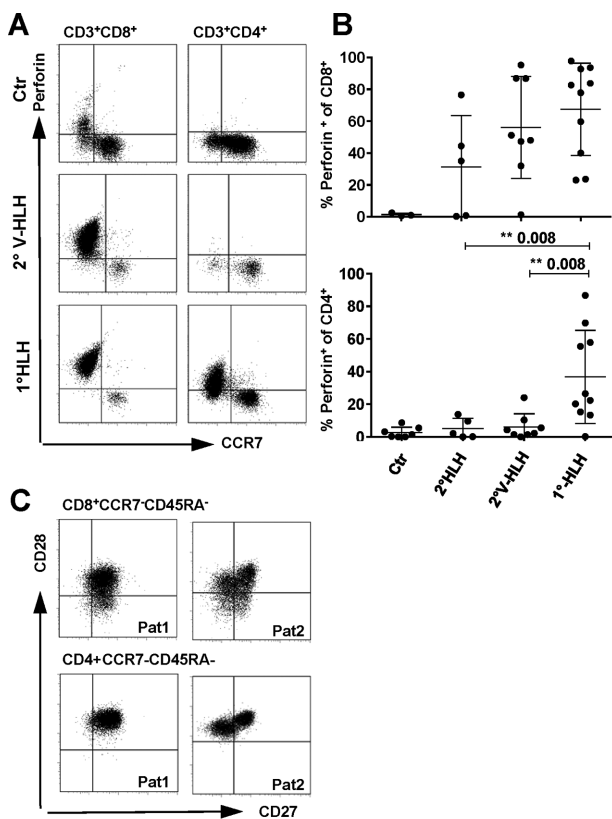 A
CD3⁺CD8⁺
CD3⁺CD4⁺
Ctr
Perforin
2° V-HLH
1°HLH
CCR7
B
% Perforin ⁺ of CD8⁺
100
80
60
40
20
0
** 0.008
** 0.008
% Perforin⁺ of CD4⁺
100
80
60
40
20
0
Ctr
2°HLH
2°V-HLH
1°-HLH
C
CD8⁺CCR7⁻CD45RA⁻
CD28
Pat1
Pat2
CD4+CCR7-CD45RA-
Pat1
Pat2
CD27